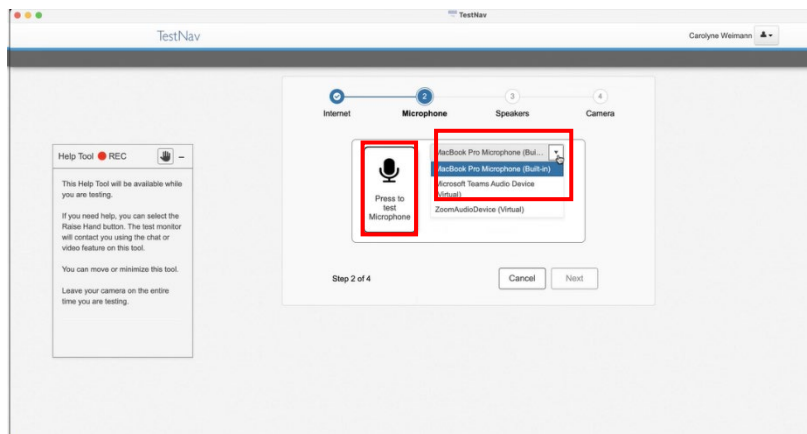 TestNav
TestNav
Carolyne Weimann
2
3
4
Internet
Microphone
Speakers
Camera
Help Tool REC
This Help Tool will be available while
you are testing.
If you need help, you can select the
Raise Hand button. The test monitor
will contact you using the chat or
video feature on this tool.
You can move or minimize this tool.
Leave your camera on the entire
time you are testing.
Press to
test
Microphone
MacBook Pro Microphone (Bui...
MacBook Pro Microphone (Built-in)
Microsoft Teams Audio Device
(Virtual)
ZoomAudioDevice (Virtual)
Step 2 of 4
Cancel
Next